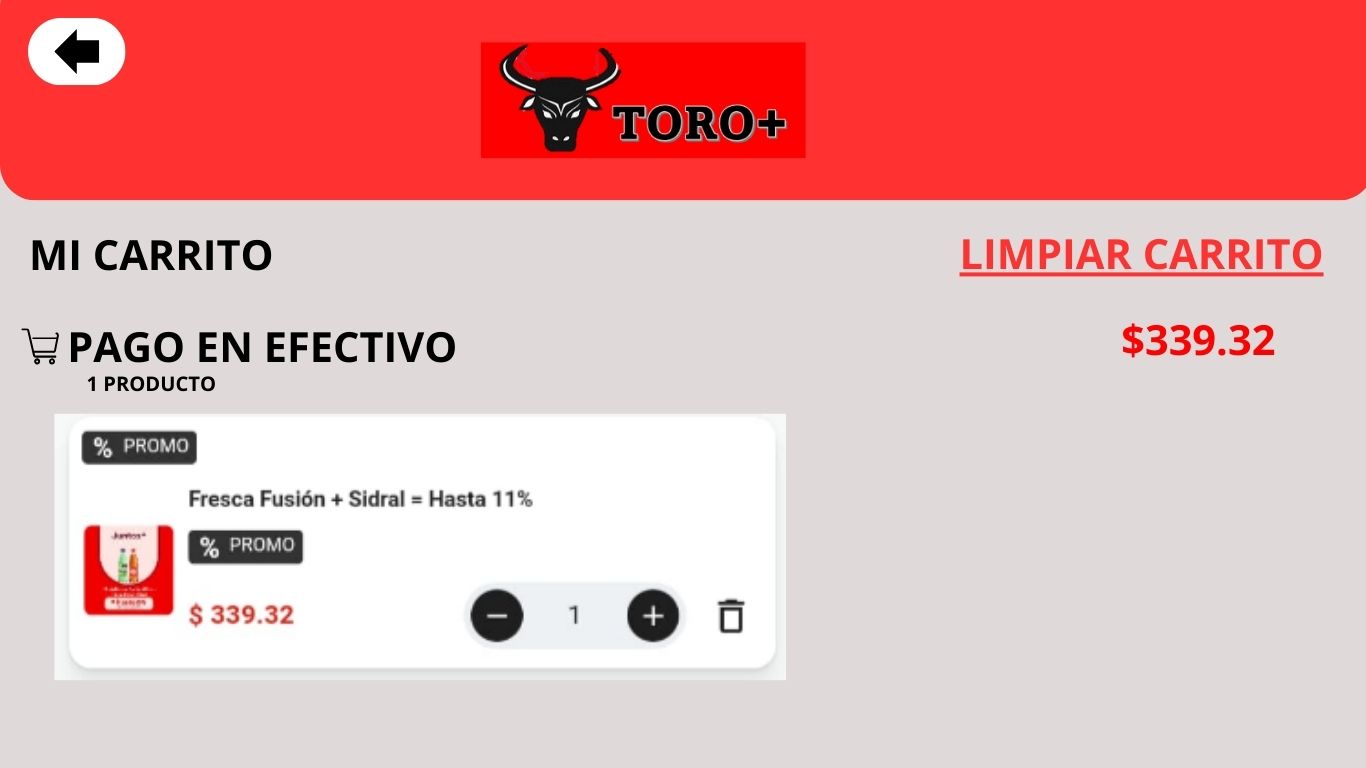 TORO+
MI CARRITO
LIMPIAR CARRITO
PAGO EN EFECTIVO
$339.32
1 PRODUCTO
% PROMO
Fresca Fusión + Sidral = Hasta 11%
Juntos+
% PROMO
$ 339.32
1